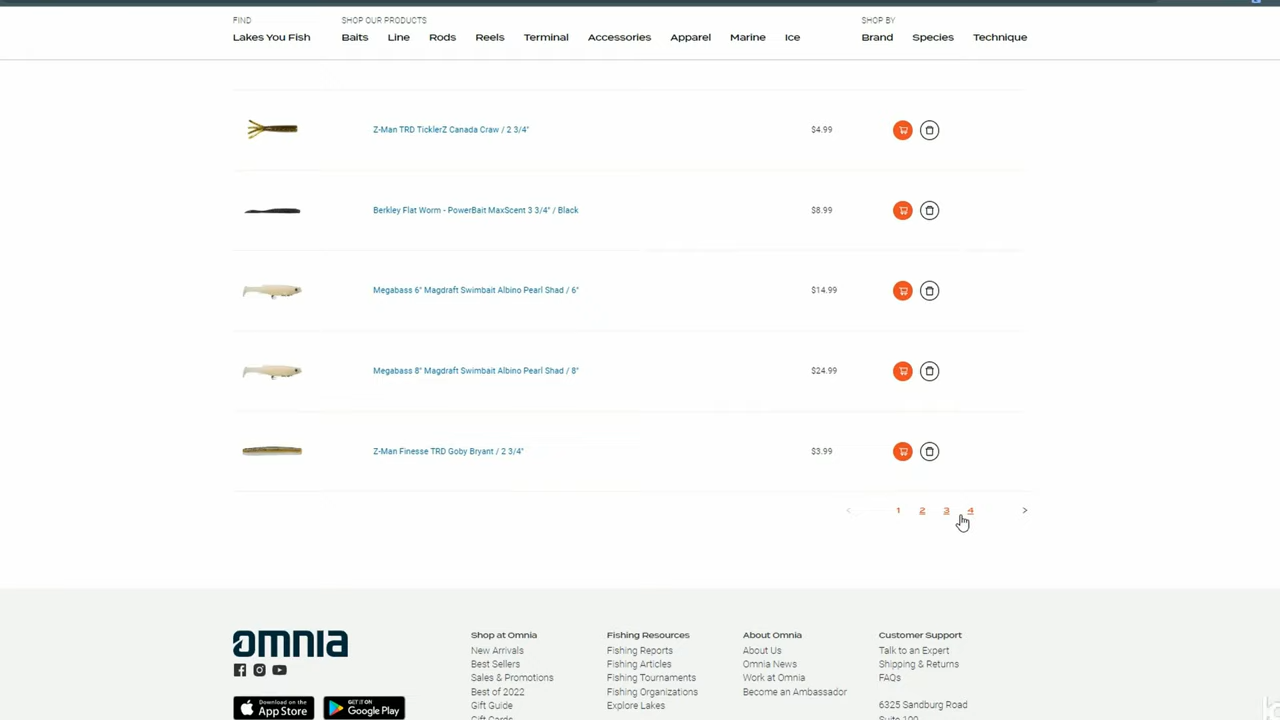 FIND
Lakes You Fish
SHOP OUR PRODUCTS
Baits Line Rods Reels Terminal Accessories Apparel Marine Ice
SHOP BY
Brand Species Technique
Z-Man TRD TicklerZ Canada Craw / 2 3/4" $4.99
Berkley Flat Worm - PowerBait MaxScent 3 3/4" / Black $8.99
Megabass 6" Magdraft Swimbait Albino Pearl Shad / 6" $14.99
Megabass 8" Magdraft Swimbait Albino Pearl Shad / 8" $24.99
Z-Man Finesse TRD Goby Bryant / 2 3/4" $3.99
< 1 2 3 4 >
omnia
Download on the
App Store
GET IT ON
Google Play
Shop at Omnia
New Arrivals
Best Sellers
Sales & Promotions
Best of 2022
Gift Guide
Gift Cards
Fishing Resources
Fishing Reports
Fishing Articles
Fishing Tournaments
Fishing Organizations
Explore Lakes
About Omnia
About Us
Omnia News
Work at Omnia
Become an Ambassador
Customer Support
Talk to an Expert
Shipping & Returns
FAQs
6325 Sandburg Road
Suite 100